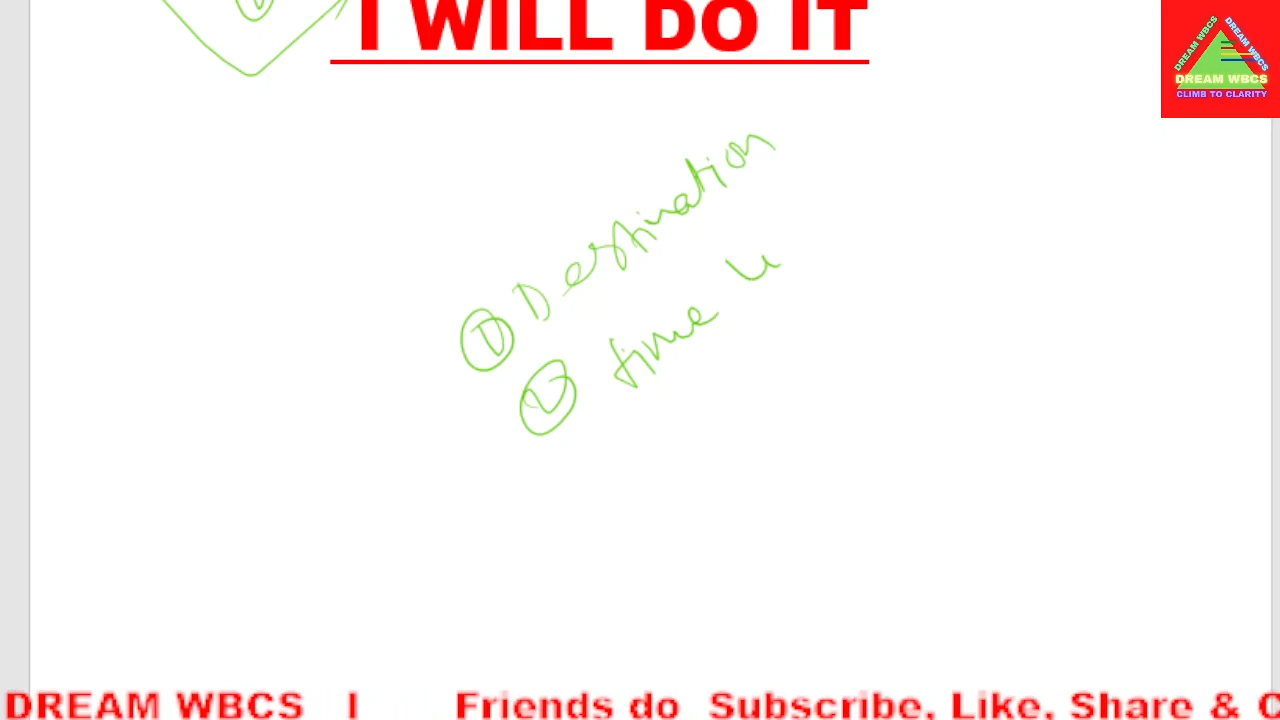 I WILL DO IT
DREAM WBCS
DREAM WBCS
DREAM WBCS
CLIMB TO CLARITY
① Destination
② time
DREAM WBCS I Friends do Subscribe, Like, Share & C